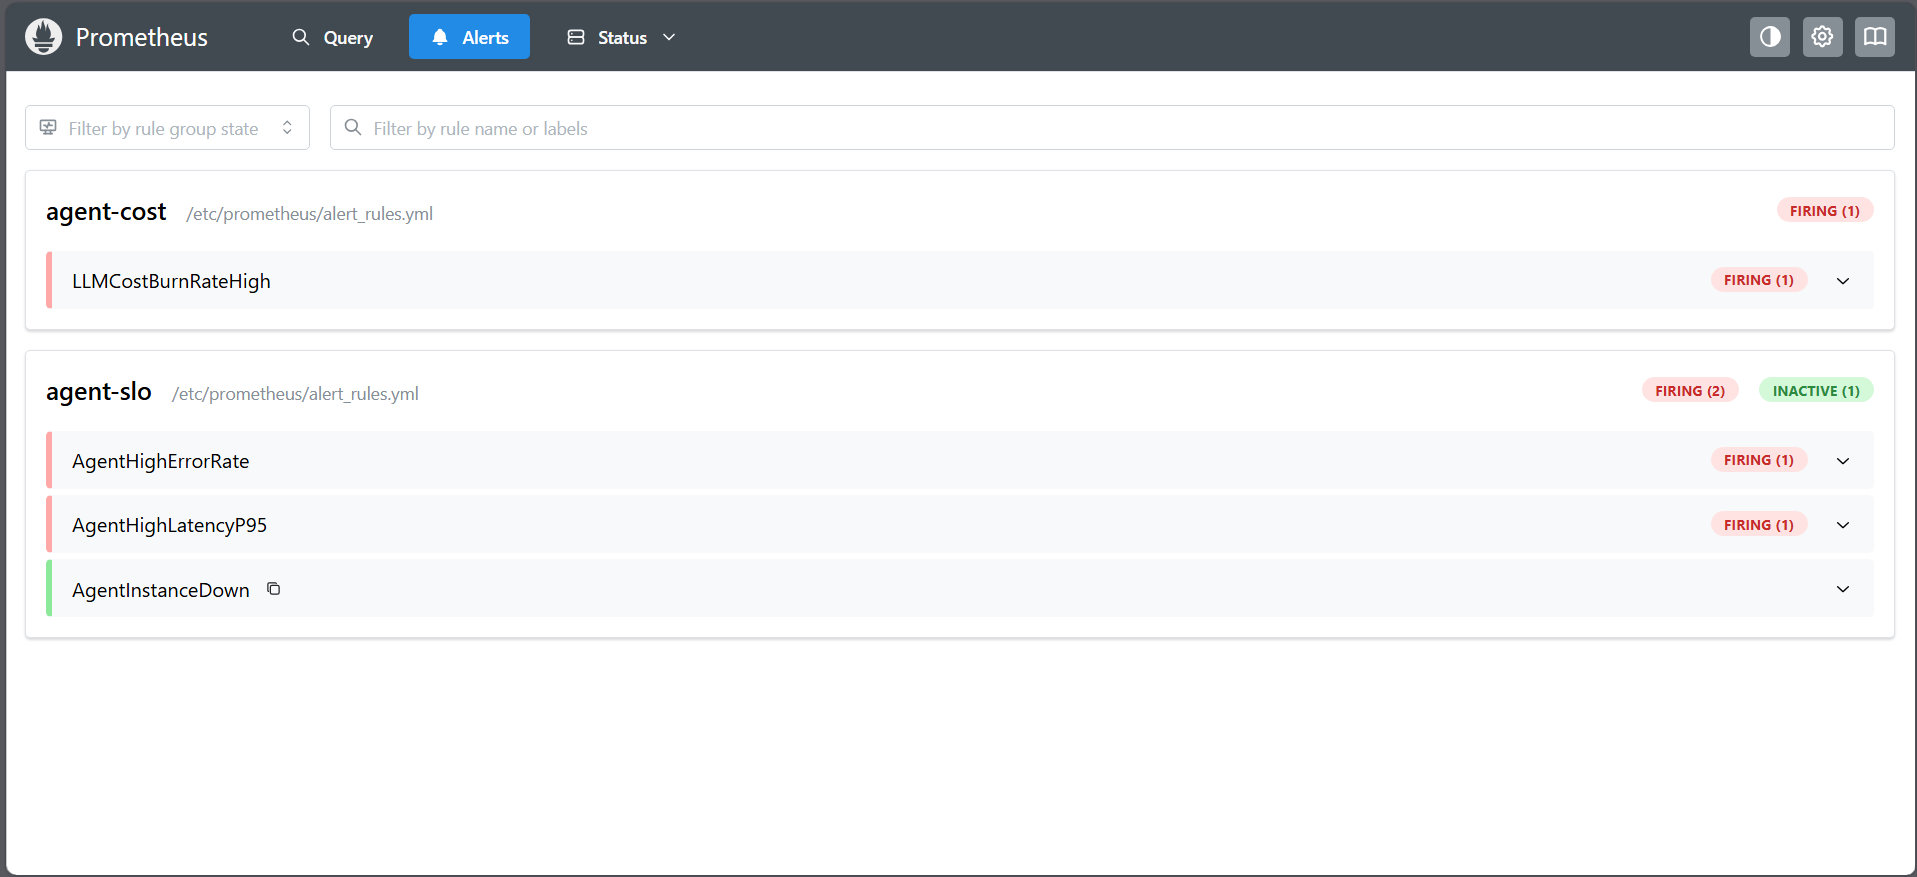 Prometheus Query Alerts Status
Filter by rule group state Filter by rule name or labels
agent-cost /etc/prometheus/alert_rules.yml FIRING (1)
LLMCostBurnRateHigh FIRING (1)
agent-slo /etc/prometheus/alert_rules.yml FIRING (2) INACTIVE (1)
AgentHighErrorRate FIRING (1)
AgentHighLatencyP95 FIRING (1)
AgentInstanceDown